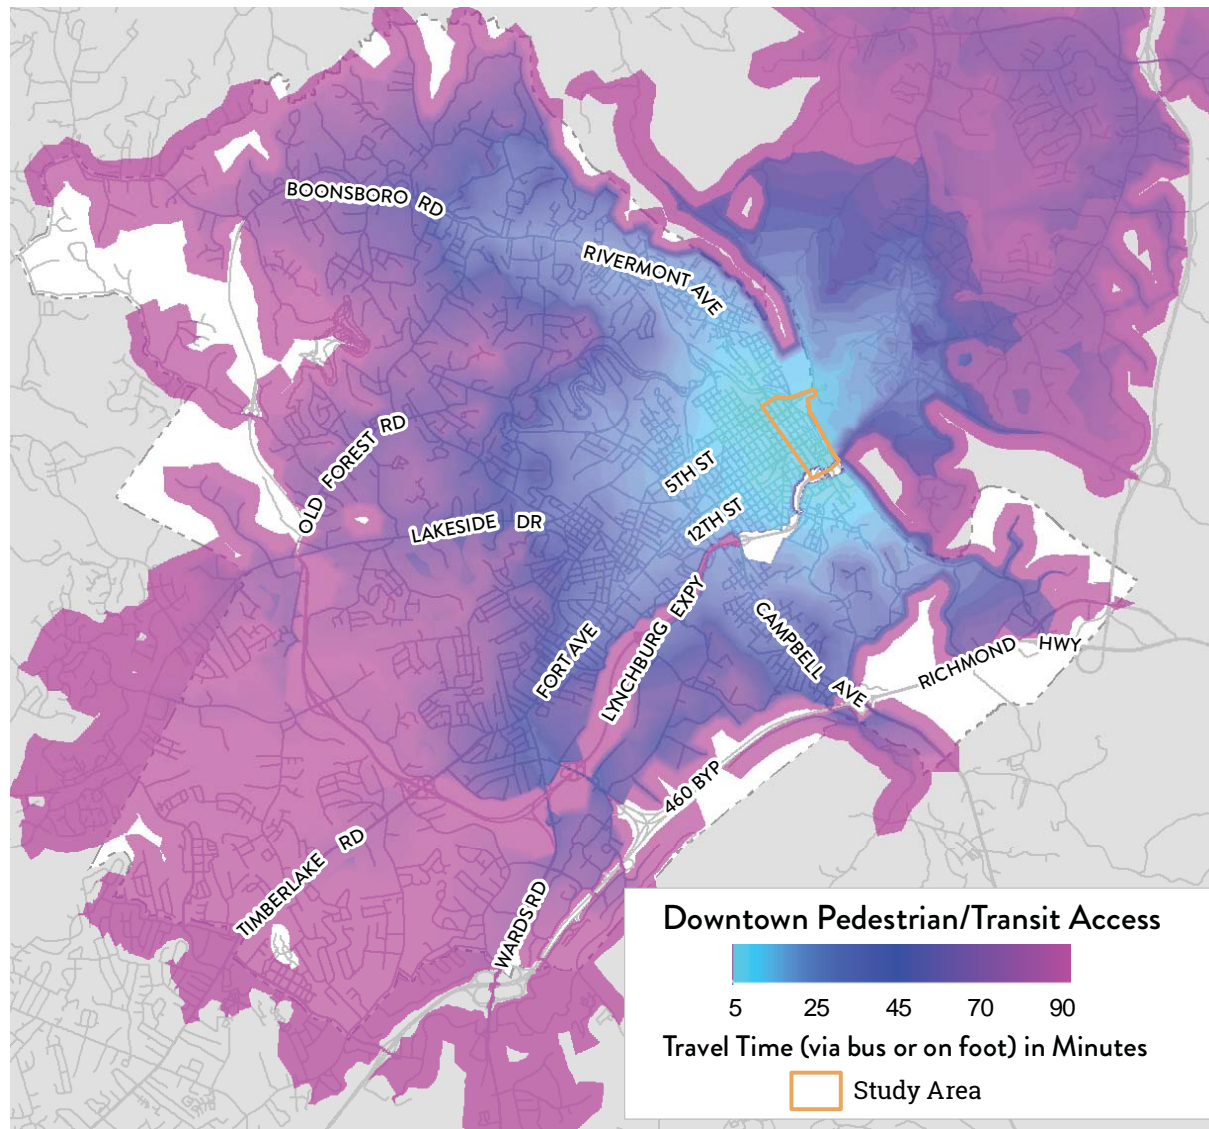 BOONSBORO RD
RIVERMONT AVE
OLD FOREST RD
5TH ST
LAKESIDE DR
12TH ST
LYNCHBURG EXPY
CAMPBELL AVE
FORT AVE
RICHMOND HWY
460 BYP
TIMBERLAKE RD
WARDS RD
Downtown Pedestrian/Transit Access
5 25 45 70 90
Travel Time (via bus or on foot) in Minutes
Study Area